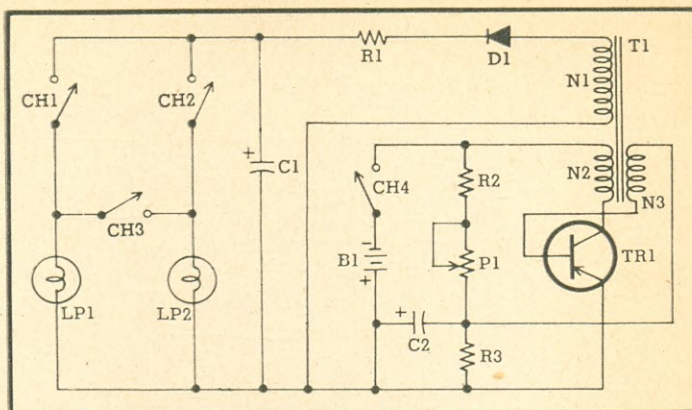 T1
R1
D1
N1
CH1
CH2
+
C1
N2
CH4
R2
N3
CH3
TR1
B1
-
P1
+
LP1
LP2
+
C2
R3